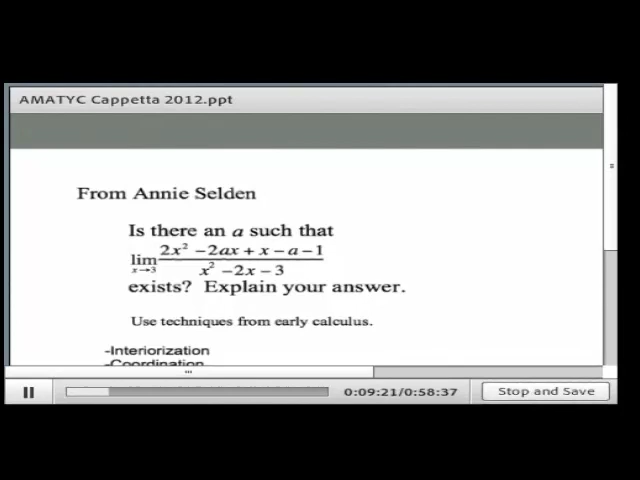 AMATYC Cappetta 2012.ppt
From Annie Selden
Is there an a such that
lim x→3 (2x² – 2ax + x – a – 1) / (x² – 2x – 3)
exists? Explain your answer.
Use techniques from early calculus.
-Interiorization
-Coordination
0:09:21/0:58:37
Stop and Save